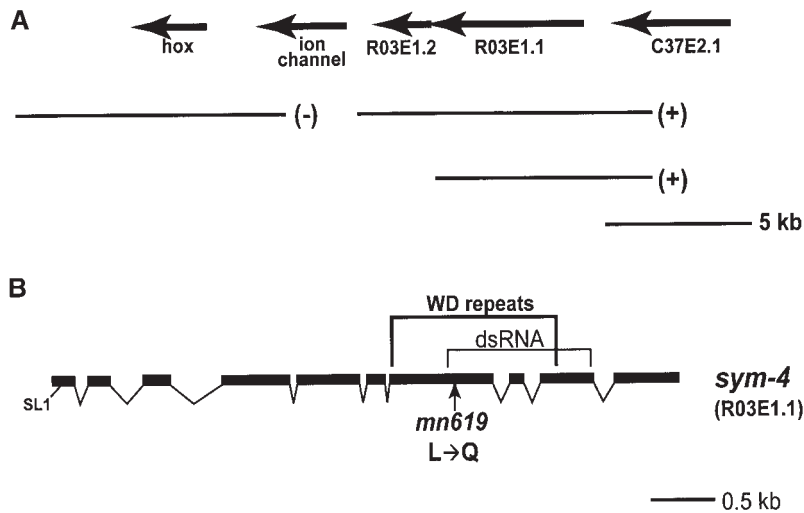 A
hox
ion
channel
R03E1.2
R03E1.1
C37E2.1
(-)
(+)
(+)
5 kb
B
WD repeats
dsRNA
SL1
mn619
L→Q
sym-4
(R03E1.1)
0.5 kb